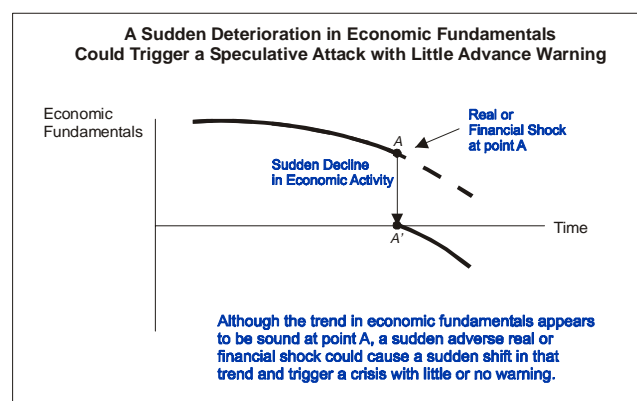 A Sudden Deterioration in Economic Fundamentals
Could Trigger a Speculative Attack with Little Advance Warning
Economic
Fundamentals
Real or
Financial Shock
at point A
A
Sudden Decline
in Economic Activity
Time
A'
Although the trend in economic fundamentals appears
to be sound at point A, a sudden adverse real or
financial shock could cause a sudden shift in that
trend and trigger a crisis with little or no warning.